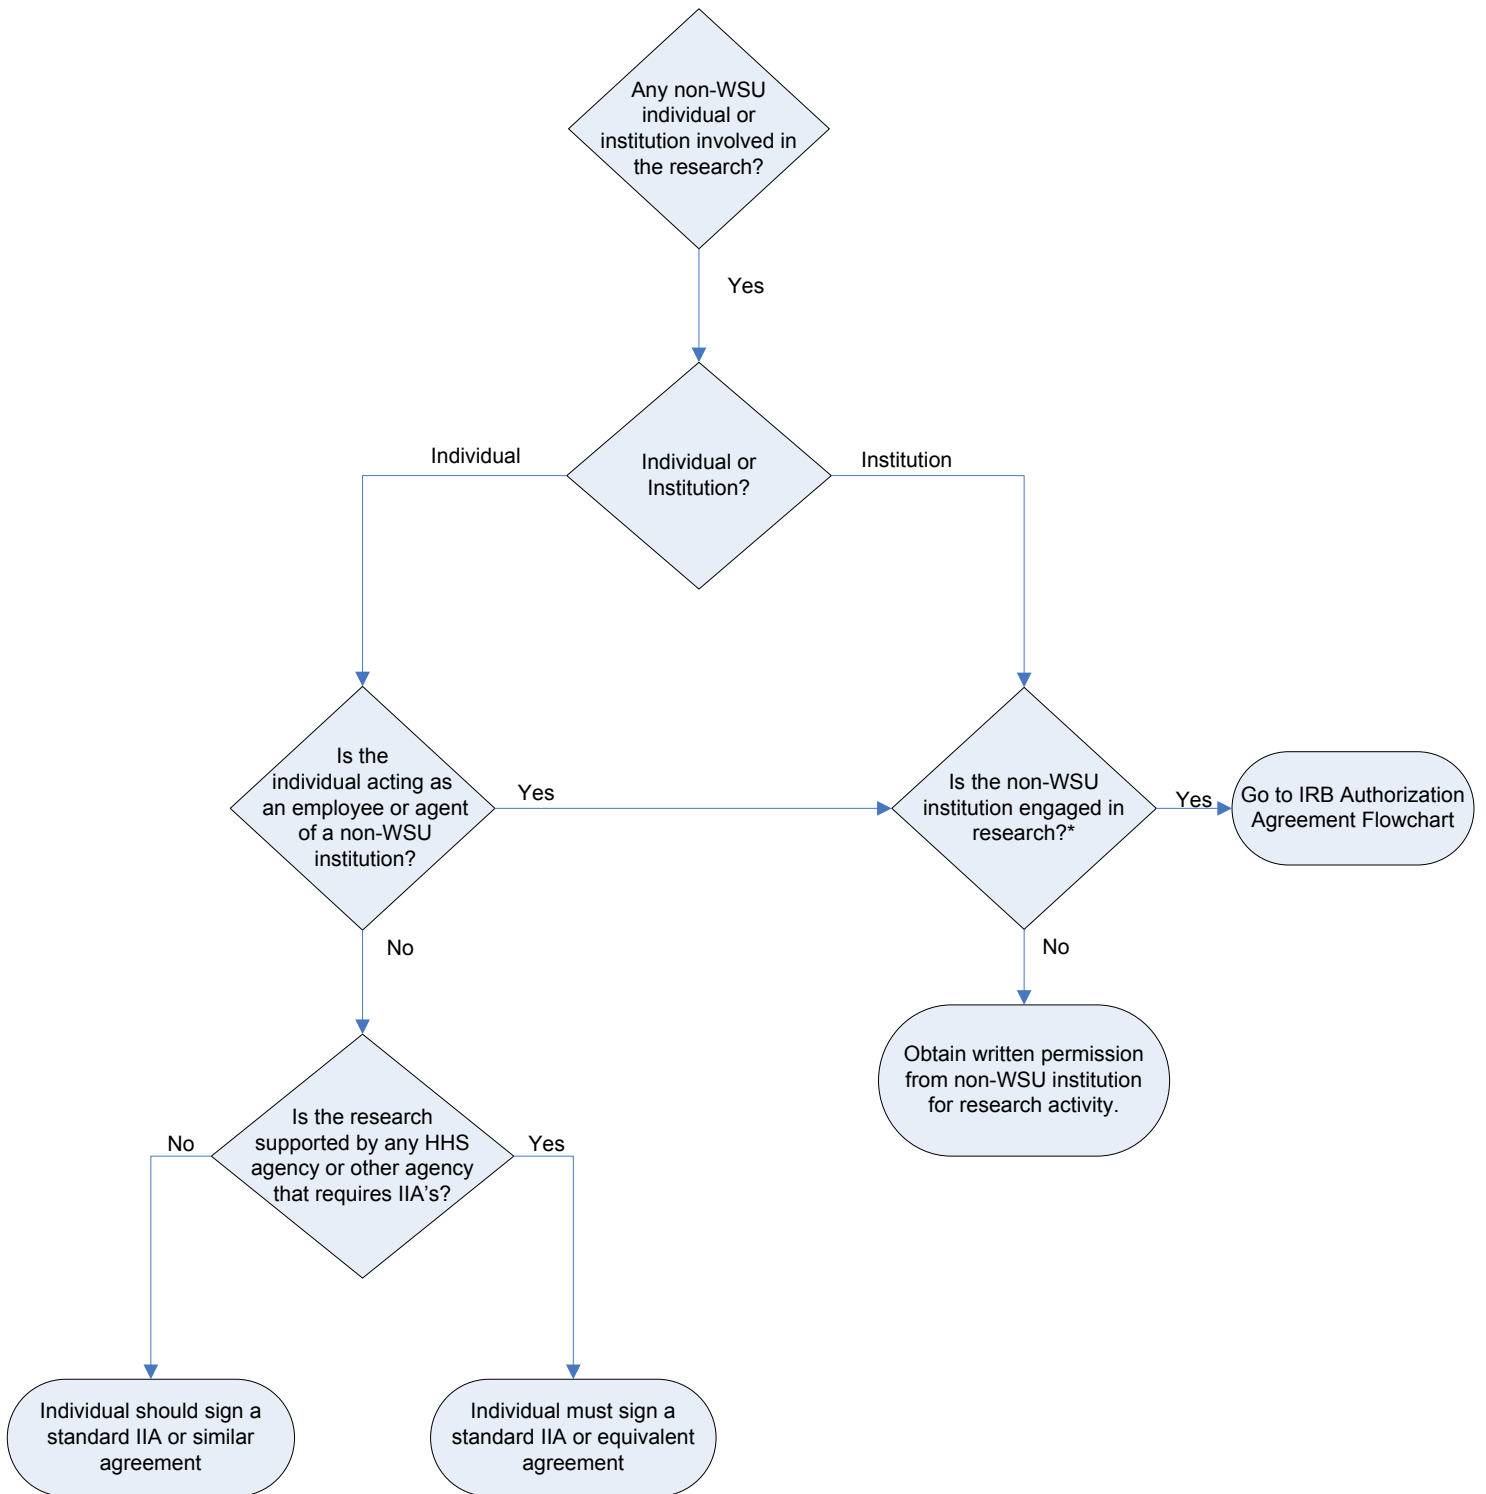 Any non-WSU
individual or
institution involved in
the research?
Yes
Individual
Individual or
Institution?
Institution
Is the
individual acting as
an employee or agent
of a non-WSU
institution?
Yes
Is the non-WSU
institution engaged in
research?*
Yes
Go to IRB Authorization
Agreement Flowchart
No
No
Obtain written permission
from non-WSU institution
for research activity.
No
Is the research
supported by any HHS
agency or other agency
that requires IIA’s?
Yes
Individual should sign a
standard IIA or similar
agreement
Individual must sign a
standard IIA or equivalent
agreement